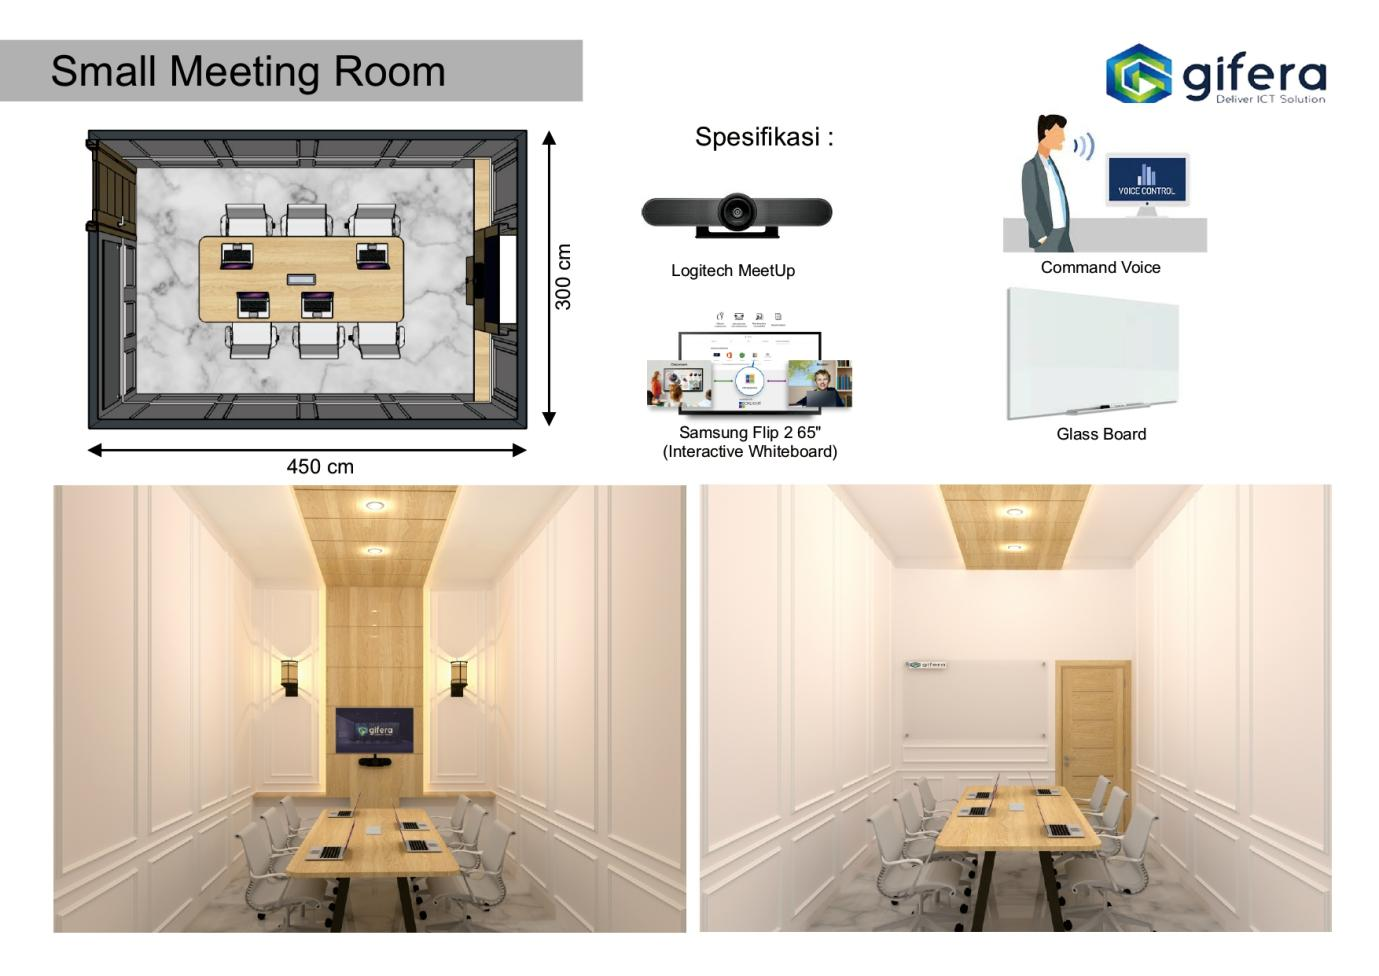 Small Meeting Room
gifera
Deliver ICT Solution
Spesifikasi :
300 cm
450 cm
Logitech MeetUp
VOICE CONTROL
Command Voice
Samsung Flip 2 65"
(Interactive Whiteboard)
Glass Board
gifera
gifera